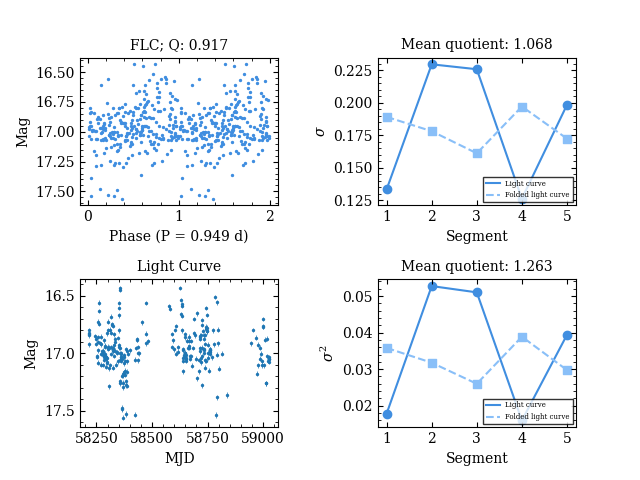 FLC; Q: 0.917
Mag
16.50
16.75
17.00
17.25
17.50
0
1
2
Phase (P = 0.949 d)
Mean quotient: 1.068
σ
0.225
0.200
0.175
0.150
0.125
1
2
3
4
5
Segment
Light curve
Folded light curve
Light Curve
Mag
16.5
17.0
17.5
58250
58500
58750
59000
MJD
Mean quotient: 1.263
σ²
0.05
0.04
0.03
0.02
1
2
3
4
5
Segment
Light curve
Folded light curve